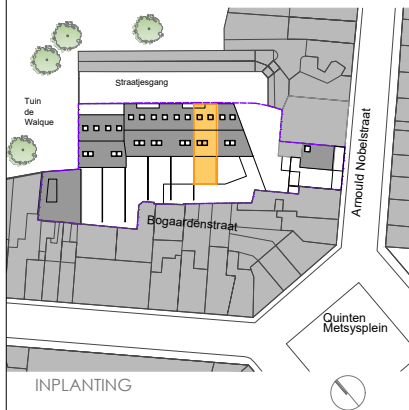 Straatjesgang
Tuin
de
Walque
Arnould Nobelstraat
Bogaardenstraat
Quinten
Metsysplein
INPLANTING